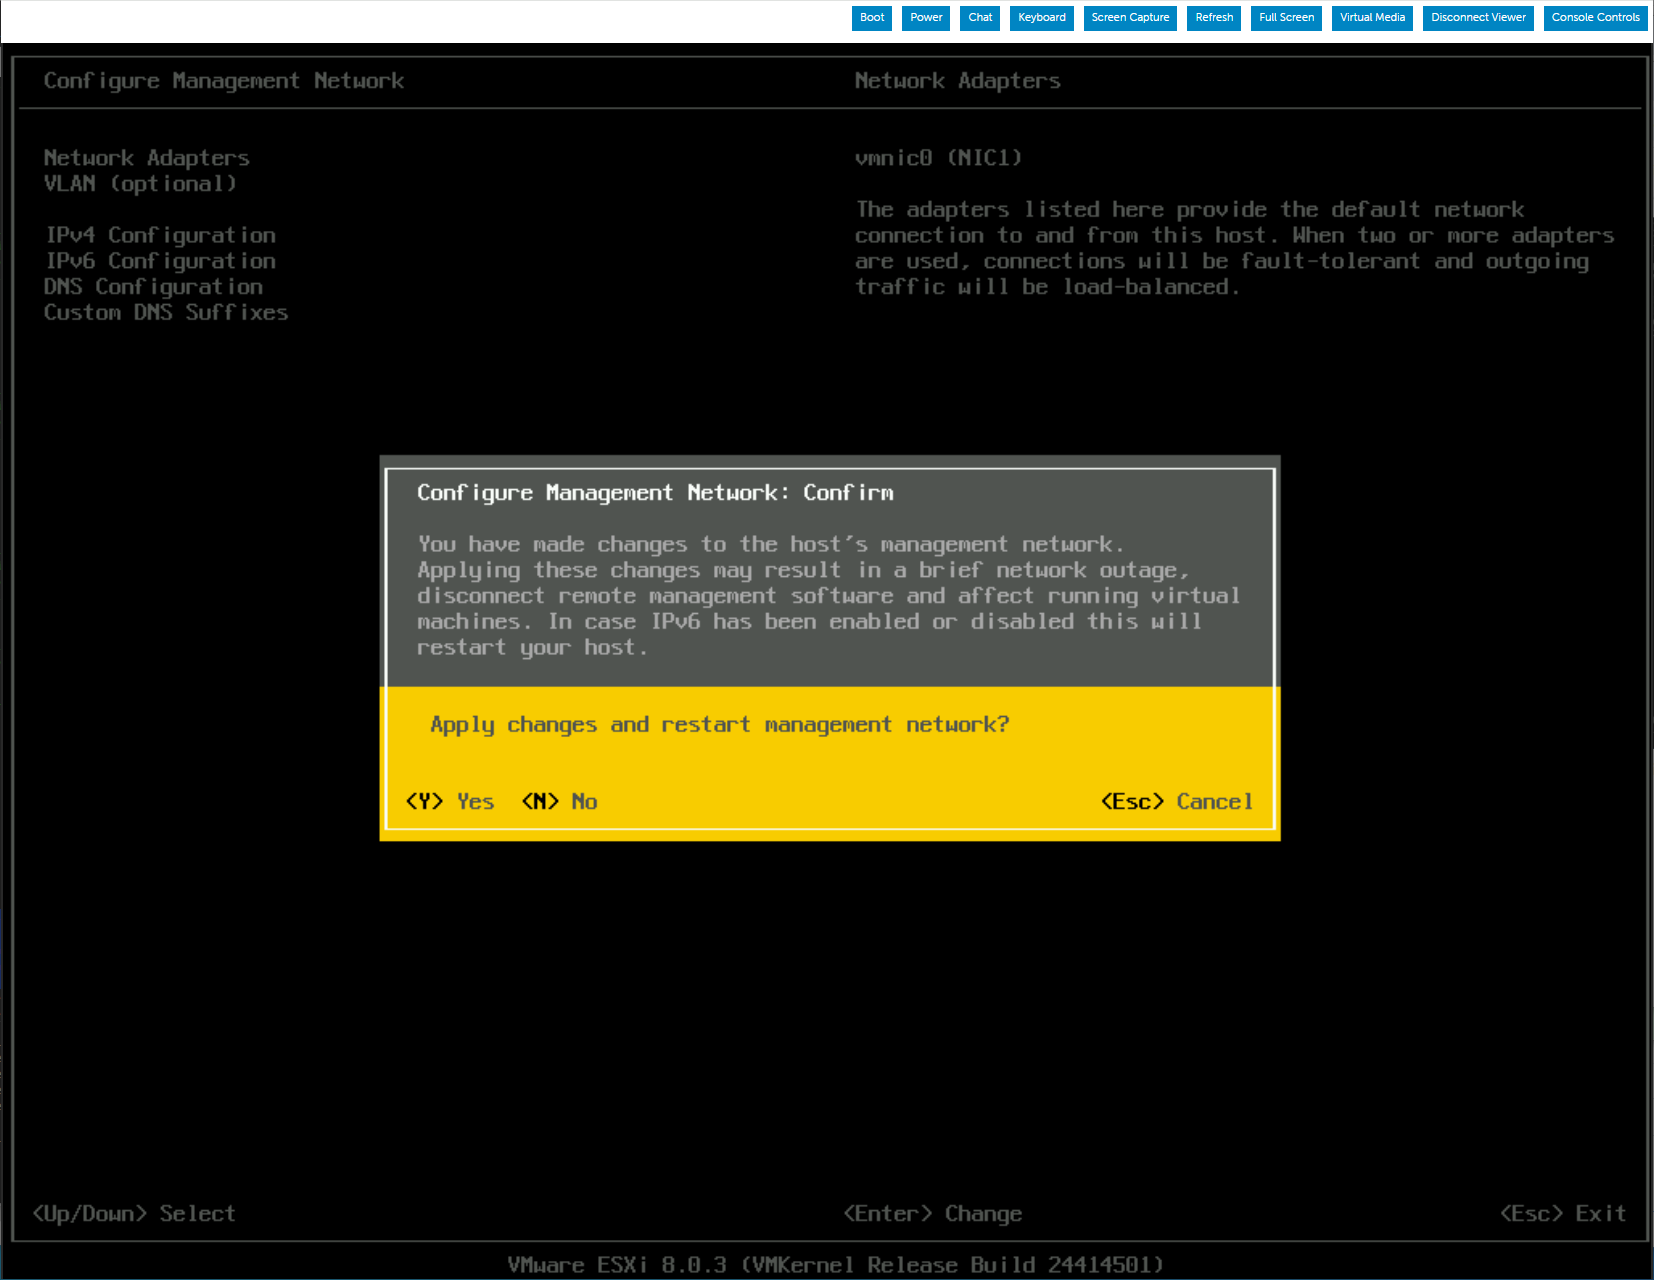 Boot Power Chat Keyboard Screen Capture Refresh Full Screen Virtual Media Disconnect Viewer Console Controls
Configure Management Network Network Adapters
Network Adapters vmnic0 (NIC1)
VLAN (optional)
The adapters listed here provide the default network
IPv4 Configuration connection to and from this host. When two or more adapters
IPv6 Configuration are used, connections will be fault-tolerant and outgoing
DNS Configuration traffic will be load-balanced.
Custom DNS Suffixes
Configure Management Network: Confirm
You have made changes to the host's management network.
Applying these changes may result in a brief network outage,
disconnect remote management software and affect running virtual
machines. In case IPv6 has been enabled or disabled this will
restart your host.
Apply changes and restart management network?
<Y> Yes <N> No <Esc> Cancel
<Up/Down> Select <Enter> Change <Esc> Exit
VMware ESXi 8.0.3 (VMKernel Release Build 24414501)